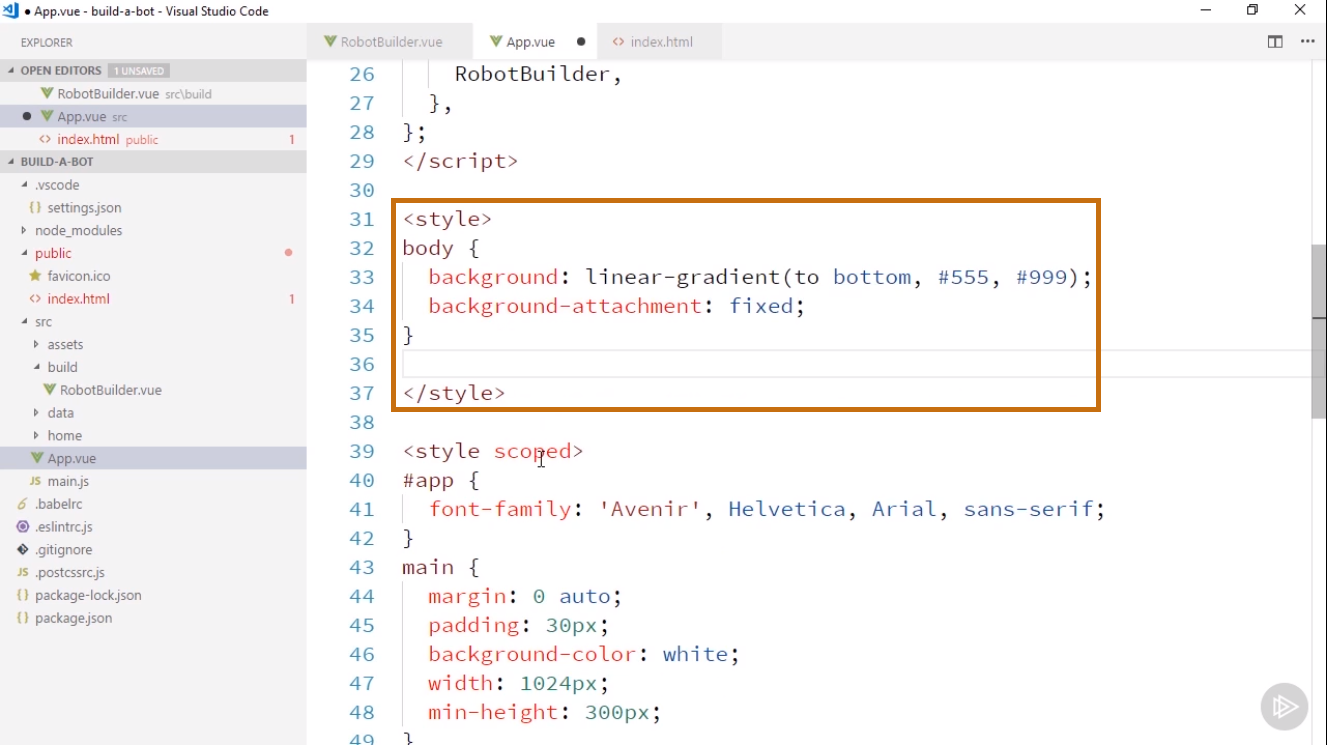 ● App.vue - build-a-bot - Visual Studio Code
EXPLORER
OPEN EDITORS 1 UNSAVED
RobotBuilder.vue src\build
App.vue src
index.html public 1
BUILD-A-BOT
.vscode
{} settings.json
node_modules
public
favicon.ico
<> index.html 1
src
assets
build
RobotBuilder.vue
data
home
App.vue
JS main.js
.babelrc
.eslintrc.js
.gitignore
JS .postcssrc.js
{} package-lock.json
{} package.json
RobotBuilder.vue App.vue ● <> index.html
26 RobotBuilder,
27 },
28 };
29 </script>
30
31 <style>
32 body {
33 background: linear-gradient(to bottom, #555, #999);
34 background-attachment: fixed;
35 }
36
37 </style>
38
39 <style scoped>
40 #app {
41 font-family: 'Avenir', Helvetica, Arial, sans-serif;
42 }
43 main {
44 margin: 0 auto;
45 padding: 30px;
46 background-color: white;
47 width: 1024px;
48 min-height: 300px;
49 }